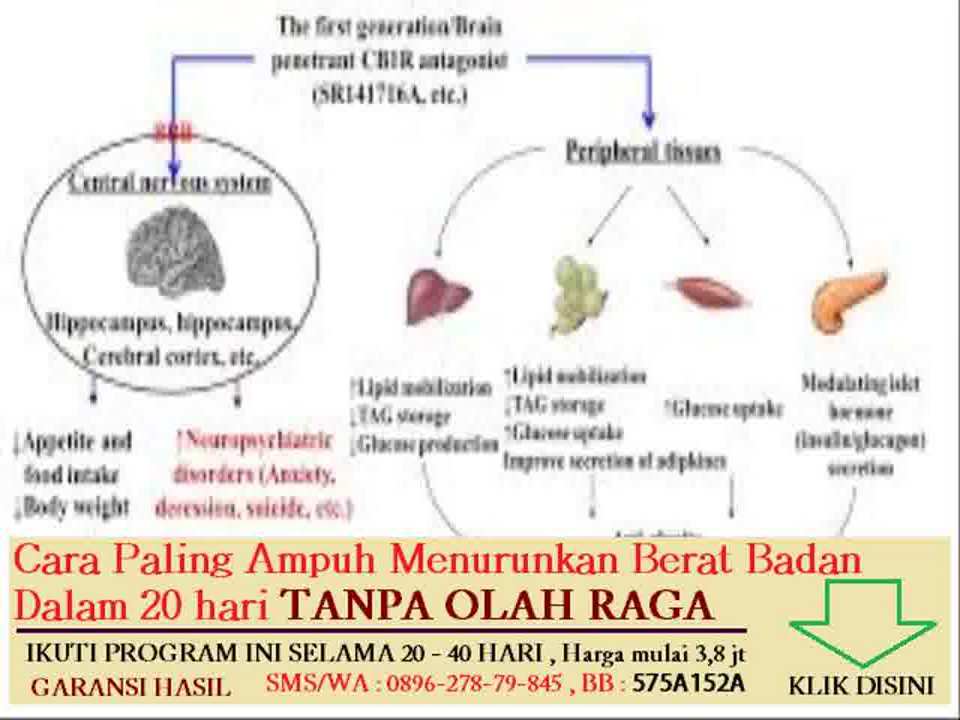 The first generation/Brain
penetrant CB1R antagonist
(SR141716A, etc.)
BBB
Peripheral tissues
Central nervous system
Hippocampus, hippocampus,
Cerebral cortex, etc.
↓Appetite and
food intake
↓Body weight
↑Neuropsychiatric
disorders (Anxiety,
deression, suicide, etc.)
↑Lipid mobilization
↓TAG storage
↓Glucose production
↑Lipid mobilization
↓TAG storage
↑Glucose uptake
Improve secretion of adipkines
↑Glucose uptake
Modulating islet
hormone
(insulin/glucagon)
secretion
Cara Paling Ampuh Menurunkan Berat Badan
Dalam 20 hari TANPA OLAH RAGA
IKUTI PROGRAM INI SELAMA 20 - 40 HARI , Harga mulai 3,8 jt
GARANSI HASIL SMS/WA : 0896-278-79-845 , BB : 575A152A
KLIK DISINI